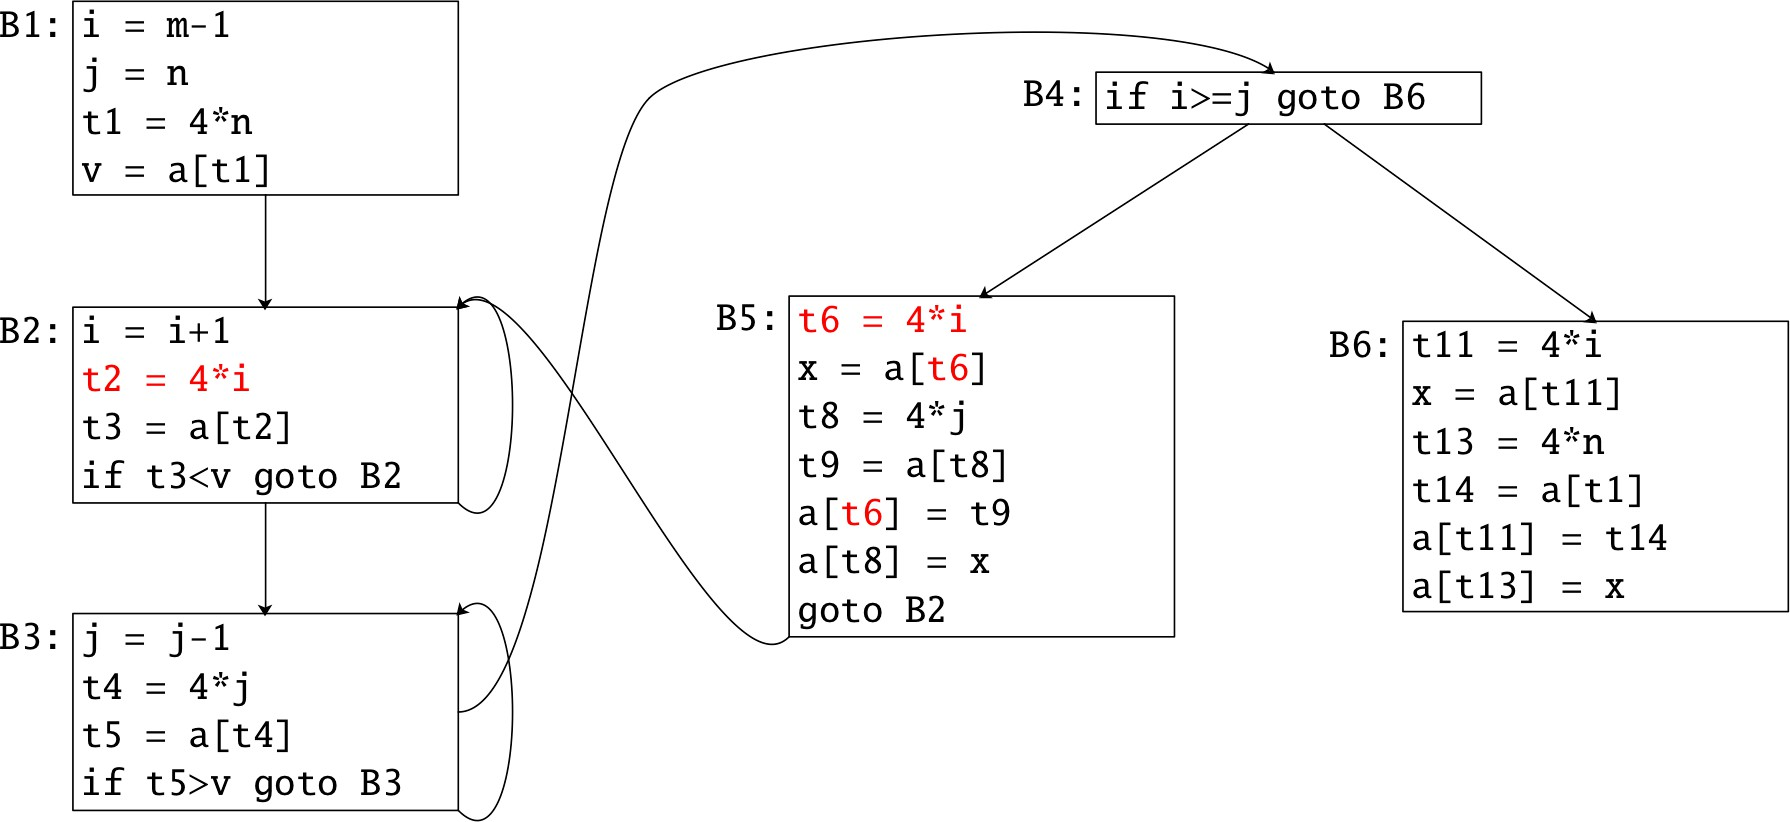 B1:
i = m-1
j = n
t1 = 4*n
v = a[t1]
B2:
i = i+1
t2 = 4*i
t3 = a[t2]
if t3<v goto B2
B3:
j = j-1
t4 = 4*j
t5 = a[t4]
if t5>v goto B3
B4:
if i>=j goto B6
B5:
t6 = 4*i
x = a[t6]
t8 = 4*j
t9 = a[t8]
a[t6] = t9
a[t8] = x
goto B2
B6:
t11 = 4*i
x = a[t11]
t13 = 4*n
t14 = a[t1]
a[t11] = t14
a[t13] = x